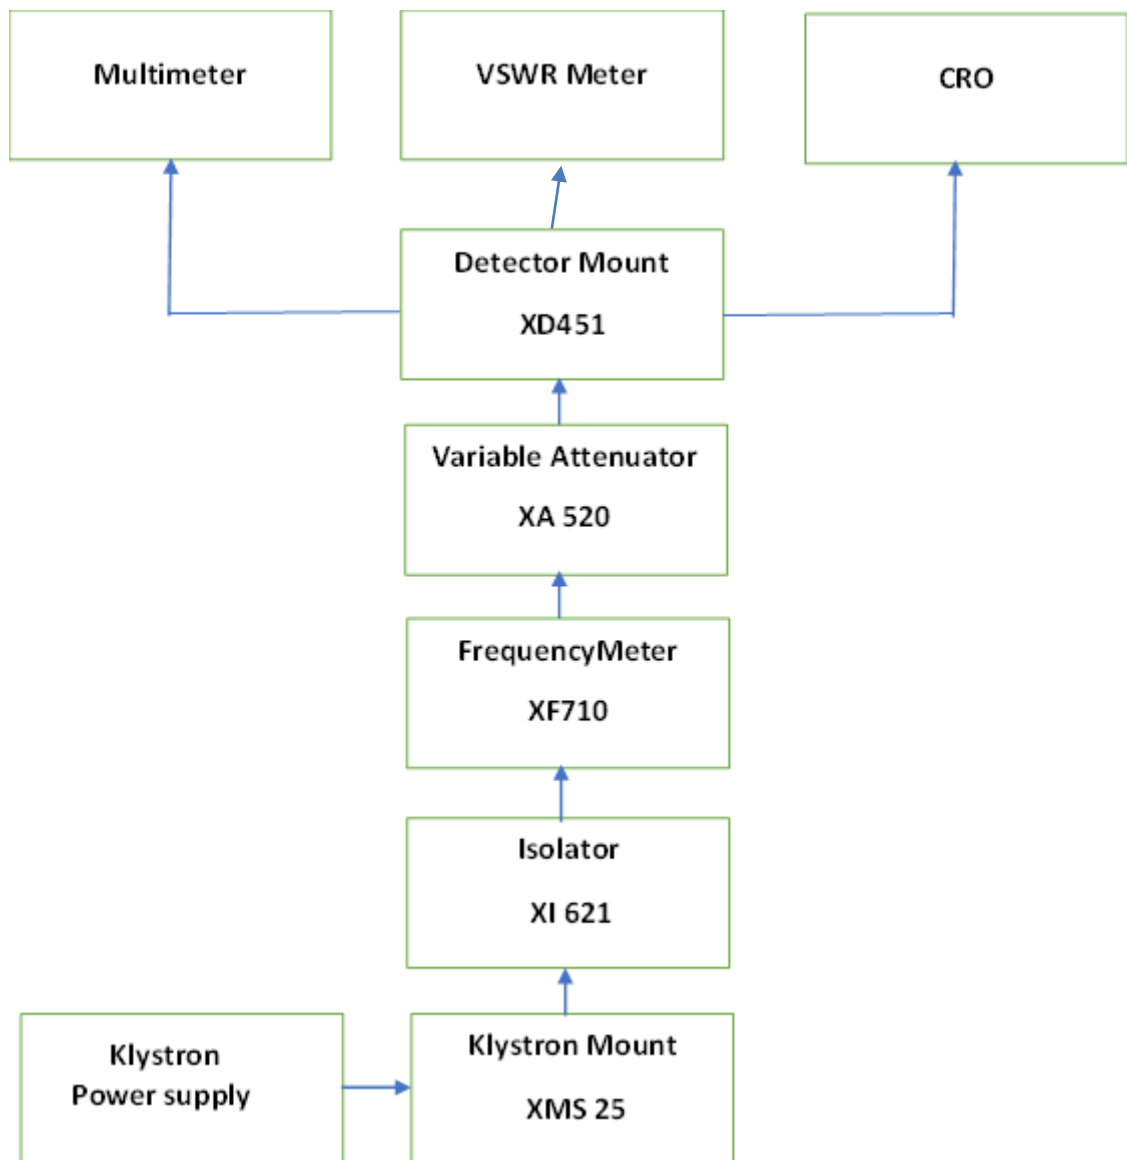 Multimeter
VSWR Meter
CRO
Detector Mount
XD451
Variable Attenuator
XA 520
FrequencyMeter
XF710
Isolator
XI 621
Klystron
Power supply
Klystron Mount
XMS 25